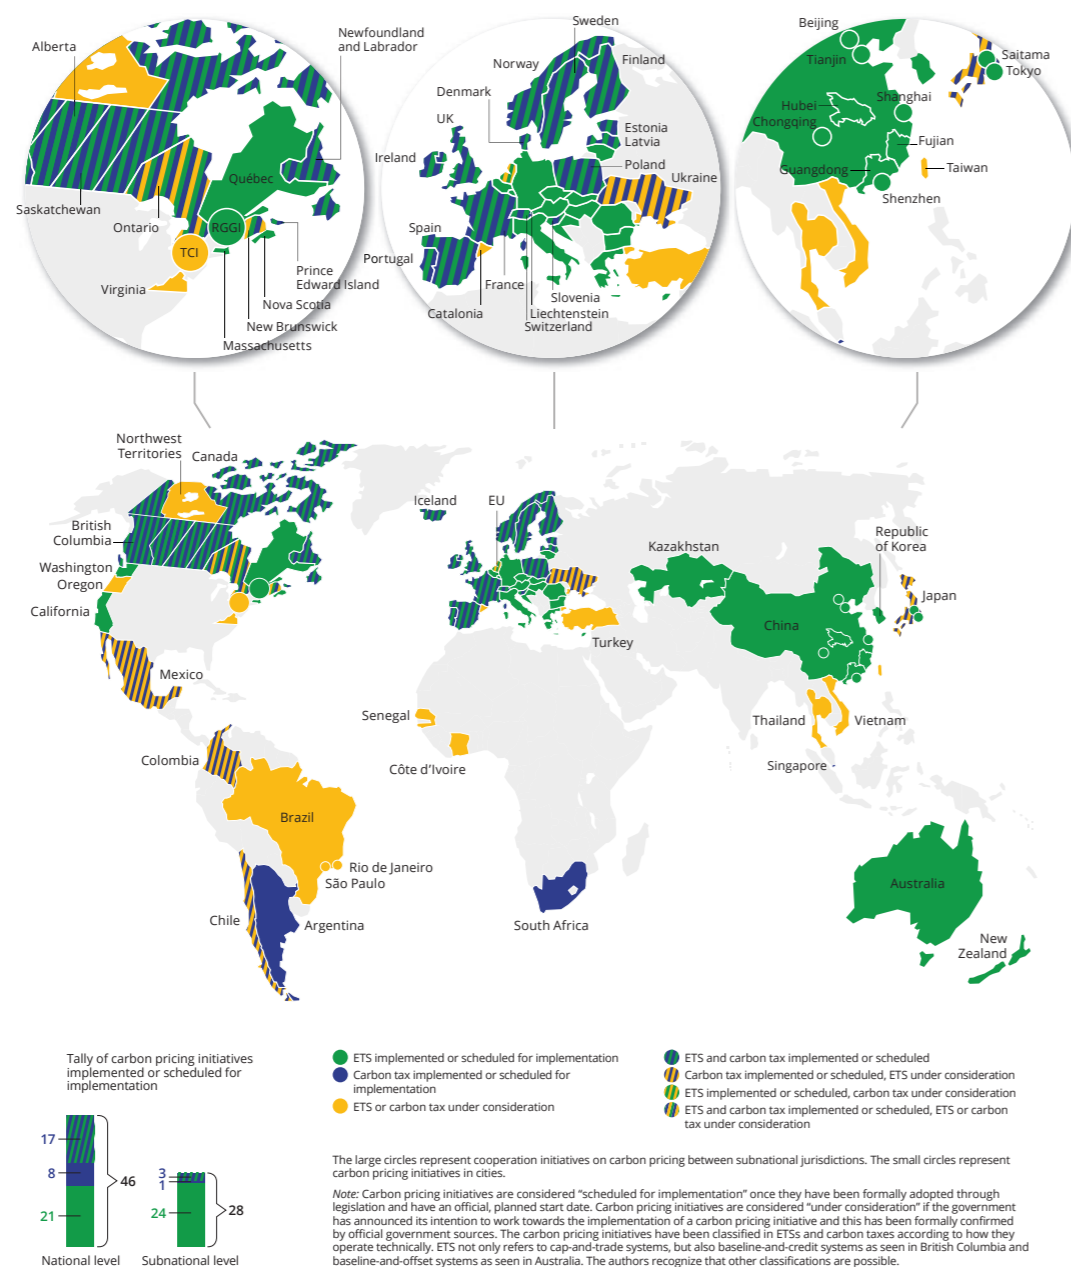 Alberta
Newfoundland
and Labrador
Saskatchewan
Ontario
Québec
RGGI
TCI
Virginia
Prince
Edward Island
Nova Scotia
New Brunswick
Massachusetts
Sweden
Norway
Finland
Denmark
UK
Estonia
Latvia
Ireland
Poland
Ukraine
Spain
Portugal
France
Slovenia
Catalonia
Liechtenstein
Switzerland
Beijing
Tianjin
Saitama
Tokyo
Shanghai
Hubei
Chongqing
Fujian
Guangdong
Taiwan
Shenzhen
Northwest
Territories
Canada
British
Columbia
Washington
Oregon
California
Mexico
Iceland
EU
Kazakhstan
Republic
of Korea
Japan
China
Turkey
Senegal
Côte d’Ivoire
Thailand
Vietnam
Singapore
Colombia
Brazil
Rio de Janeiro
São Paulo
Chile
Argentina
South Africa
Australia
New
Zealand
Tally of carbon pricing initiatives
implemented or scheduled for
implementation
17
8
21
46
3
1
24
28
National level
Subnational level
ETS implemented or scheduled for implementation
Carbon tax implemented or scheduled for
implementation
ETS or carbon tax under consideration
ETS and carbon tax implemented or scheduled
Carbon tax implemented or scheduled, ETS under consideration
ETS implemented or scheduled, carbon tax under consideration
ETS and carbon tax implemented or scheduled, ETS or carbon
tax under consideration
The large circles represent cooperation initiatives on carbon pricing between subnational jurisdictions. The small circles represent
carbon pricing initiatives in cities.
Note: Carbon pricing initiatives are considered “scheduled for implementation” once they have been formally adopted through
legislation and have an official, planned start date. Carbon pricing initiatives are considered “under consideration” if the government
has announced its intention to work towards the implementation of a carbon pricing initiative and this has been formally confirmed
by official government sources. The carbon pricing initiatives have been classified in ETSs and carbon taxes according to how they
operate technically. ETS not only refers to cap-and-trade systems, but also baseline-and-credit systems as seen in British Columbia and
baseline-and-offset systems as seen in Australia. The authors recognize that other classifications are possible.